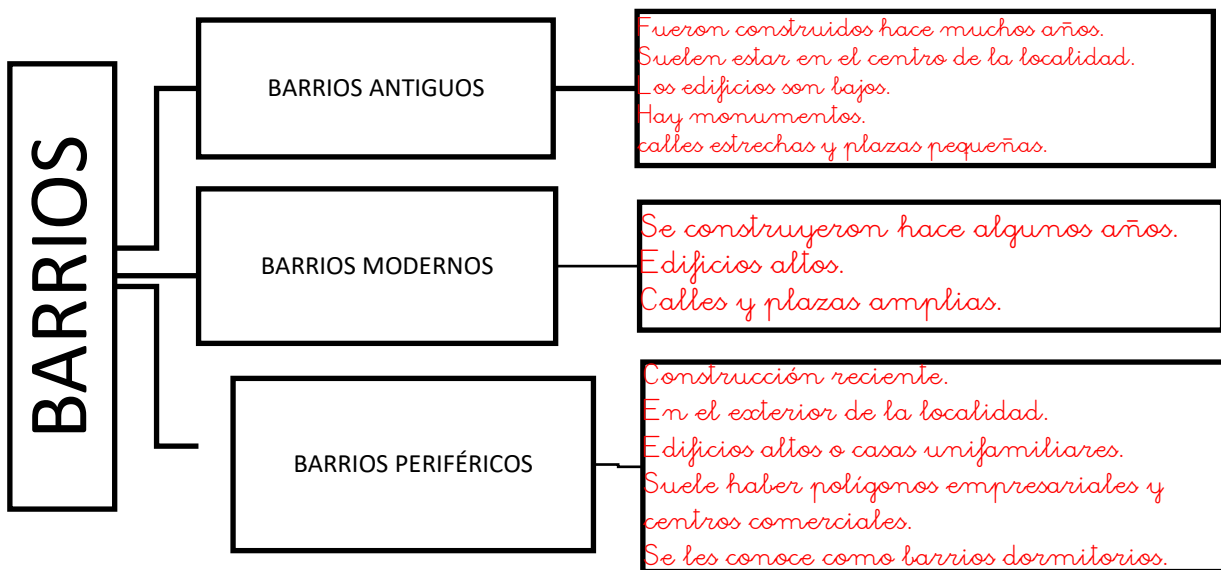 BARRIOS
BARRIOS ANTIGUOS
Fueron construidos hace muchos años.
Suelen estar en el centro de la localidad.
Los edificios son bajos.
Hay monumentos.
calles estrechas y plazas pequeñas.
BARRIOS MODERNOS
Se construyeron hace algunos años.
Edificios altos.
Calles y plazas amplias.
BARRIOS PERIFÉRICOS
Construcción reciente.
En el exterior de la localidad.
Edificios altos o casas unifamiliares.
Suele haber polígonos empresariales y
centros comerciales.
Se les conoce como barrios dormitorios.